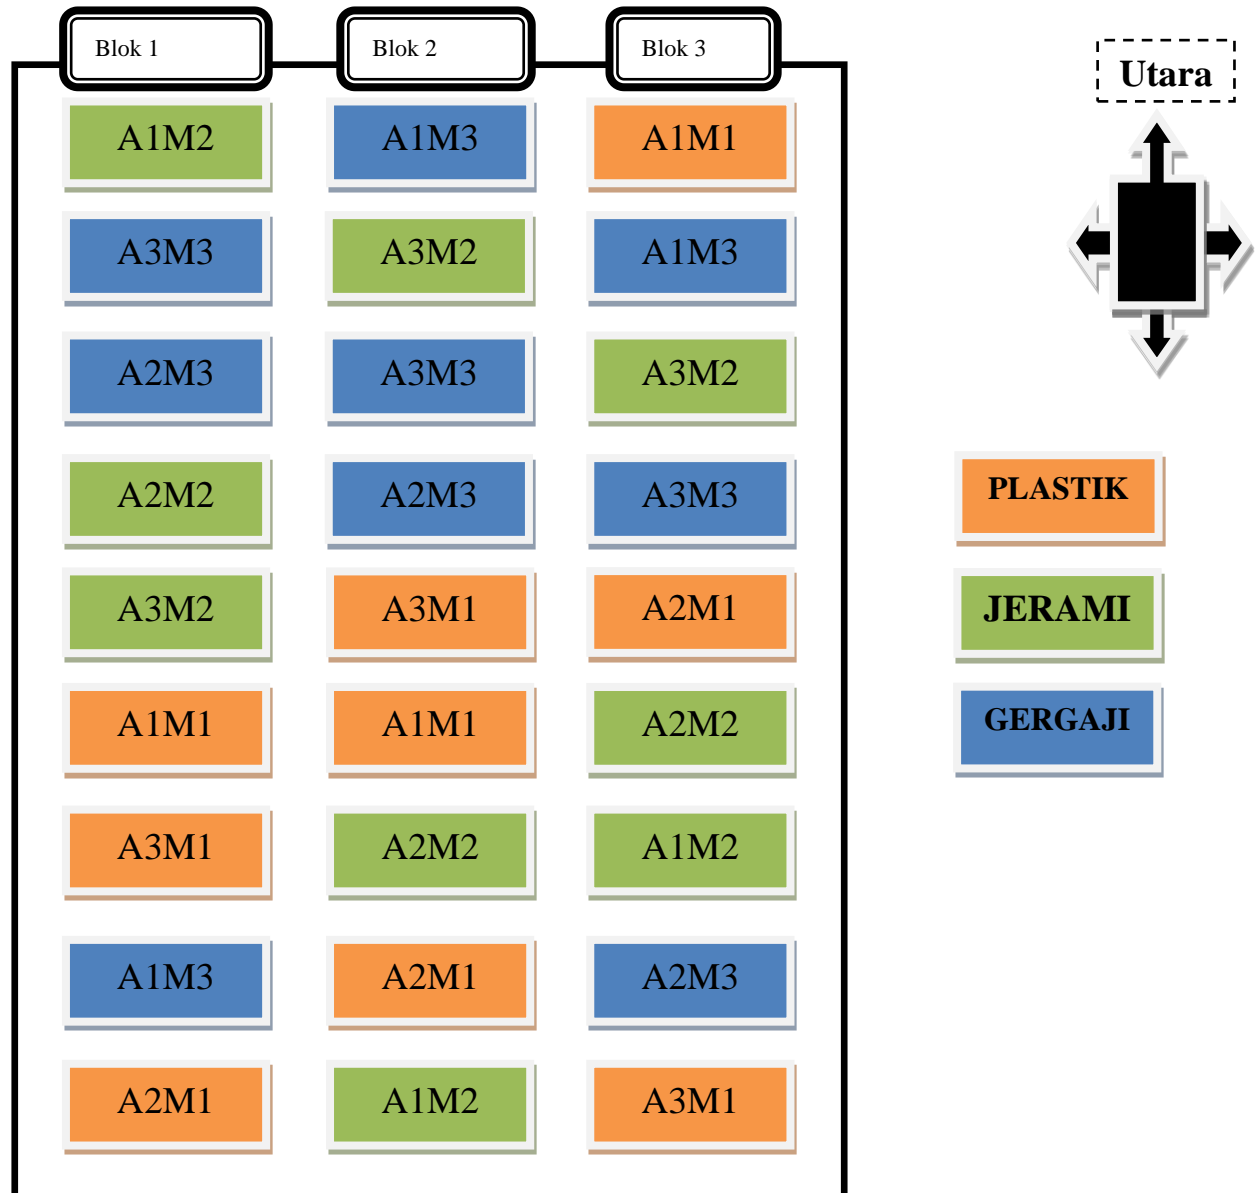 Blok 1
Blok 2
Blok 3
Utara
A1M2
A1M3
A1M1
A3M3
A3M2
A1M3
A2M3
A3M3
A3M2
A2M2
A2M3
A3M3
A3M2
A3M1
A2M1
A1M1
A1M1
A2M2
A3M1
A2M2
A1M2
A1M3
A2M1
A2M3
A2M1
A1M2
A3M1
PLASTIK
JERAMI
GERGAJI